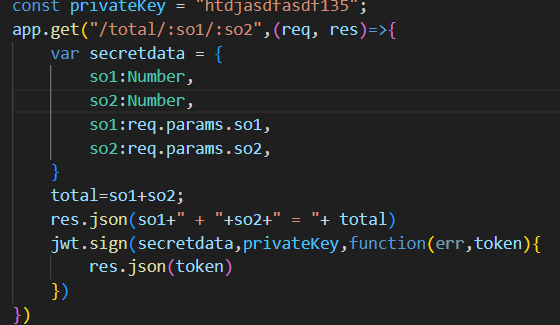 const privateKey = "htdjasdfasdf135";
app.get("/total/:so1/:so2",(req, res)=>{
var secretdata = {
so1:Number,
so2:Number,
so1:req.params.so1,
so2:req.params.so2,
}
total=so1+so2;
res.json(so1+" + "+so2+" = "+ total)
jwt.sign(secretdata,privateKey,function(err,token){
res.json(token)
})
})